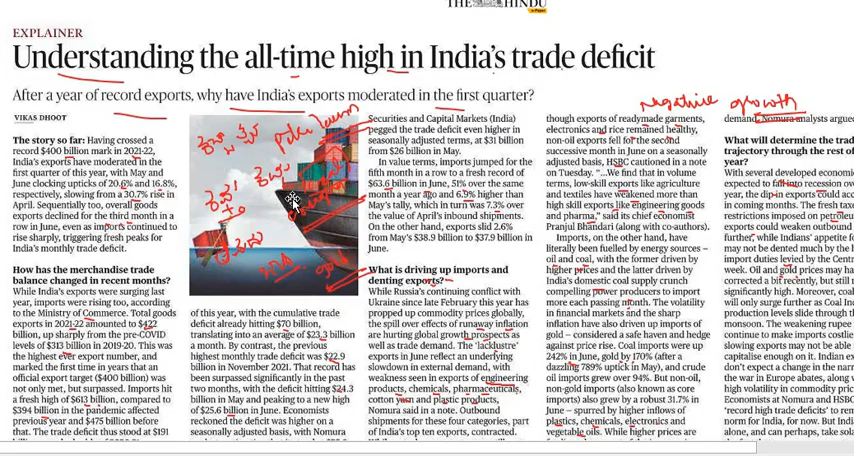 THE HINDU
e-Paper
EXPLAINER
Understanding the all-time high in India's trade deficit
After a year of record exports, why have India's exports moderated in the first quarter?
negative growth
VIKAS DHOOT
The story so far: Having crossed
a record $400 billion mark in 2021-22,
India's exports have moderated in the
first quarter of this year, with May and
June clocking upticks of 20.6% and 16.8%,
respectively, slowing from a 30.7% rise in
April. Sequentially too, overall goods
exports declined for the third month in a
row in June, even as imports continued to
rise sharply, triggering fresh peaks for
India's monthly trade deficit.
How has the merchandise trade
balance changed in recent months?
While India's exports were surging last
year, imports were rising too, according
to the Ministry of Commerce. Total goods
exports in 2021-22 amounted to $422
billion, up sharply from the pre-COVID
levels of $313 billion in 2019-20. This was
the highest ever export number, and
marked the first time in years that an
official export target ($400 billion) was
not only met, but surpassed. Imports hit
a fresh high of $613 billion, compared to
$394 billion in the pandemic affected
previous year and $475 billion before
that. The trade deficit thus stood at $191
of this year, with the cumulative trade
deficit already hitting $70 billion,
translating into an average of $23.3 billion
a month. By contrast, the previous
highest monthly trade deficit was $22.9
billion in November 2021. That record has
been surpassed significantly in the past
two months, with the deficit hitting $24.3
billion in May and peaking to a new high
of $25.6 billion in June. Economists
reckoned the deficit was higher on a
seasonally adjusted basis, with Nomura
Securities and Capital Markets (India)
pegged the trade deficit even higher in
seasonally adjusted terms, at $31 billion
from $26 billion in May.
In value terms, imports jumped for the
fifth month in a row to a fresh record of
$63.6 billion in June, 51% over the same
month a year ago and 6.9% higher than
May's tally, which in turn was 7.3% over
the value of April's inbound shipments.
On the other hand, exports slid 2.6%
from May's $38.9 billion to $37.9 billion in
June.
What is driving up imports and
denting exports?
While Russia's continuing conflict with
Ukraine since late February this year has
propped up commodity prices globally,
the spill over effects of runaway inflation
are hurting global growth prospects as
well as trade demand. The 'lacklustre'
exports in June reflect an underlying
slowdown in external demand, with
weakness seen in exports of engineering
products, chemicals, pharmaceuticals,
cotton yarn and plastic products,
Nomura said in a note. Outbound
shipments for these four categories, part
of India's top ten exports, contracted.
though exports of readymade garments,
electronics and rice remained healthy,
non-oil exports fell for the second
successive month in June on a seasonally
adjusted basis, HSBC cautioned in a note
on Tuesday. "...We find that in volume
terms, low-skill exports like agriculture
and textiles have weakened more than
high skill exports like engineering goods
and pharma," said its chief economist
Pranjul Bhandari (along with co-authors).
Imports, on the other hand, have
literally been fuelled by energy sources –
oil and coal, with the former driven by
higher prices and the latter driven by
India's domestic coal supply crunch
compelling power producers to import
more each passing month. The volatility
in financial markets and the sharp
inflation have also driven up imports of
gold – considered a safe haven and hedge
against price rise. Coal imports were up
242% in June, gold by 170% (after a
dazzling 789% uptick in May), and crude
oil imports grew over 94%. But non-oil,
non-gold imports (also known as core
imports) also grew by a robust 31.7% in
June – spurred by higher inflows of
plastics, chemicals, electronics and
vegetable oils. While higher prices are
demand. Nomura analysts argued
What will determine the trade
trajectory through the rest of
year?
With several developed economi
expected to fall into recession ove
year, the dip in exports could acc
in coming months. The fresh taxe
restrictions imposed on petroleu
exports could weaken outbound
further, while Indians' appetite fo
may not be dented much by the h
import duties levied by the Centr
week. Oil and gold prices may ha
corrected a bit recently, but still r
significantly high. Moreover, coal
will only surge further as Coal Ind
production levels slide through th
monsoon. The weakening rupee
continue to make imports costlie
slowing exports may not be able
capitalise enough on it. Indian ex
don't expect a change in the narr
the war in Europe abates, along w
high volatility in commodity pric
Economists at Nomura and HSBC
'record high trade deficits' to rem
norm for India, for now. But Indi
alone, and can perhaps, take sola